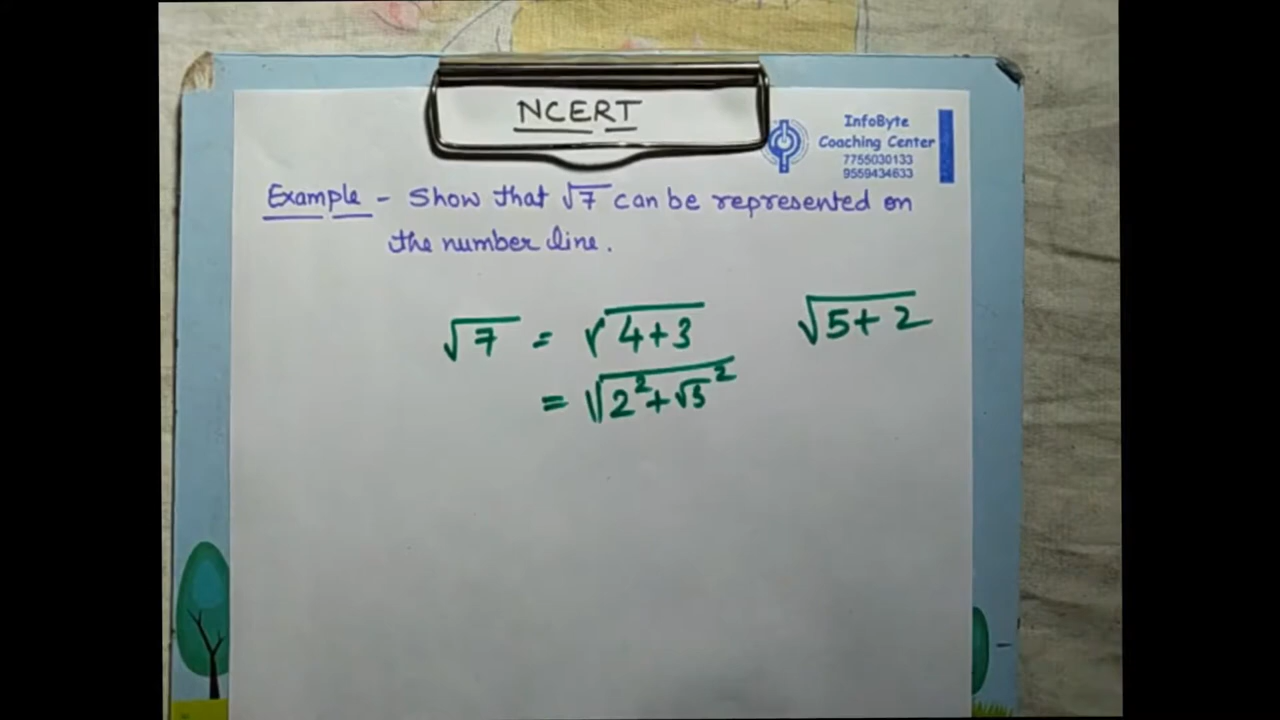 NCERT
InfoByte
Coaching Center
7755030133
9559434633
Example - Show that √7 can be represented on
the number line.
√7 = √4+3 √5+2
= √2²+√3²